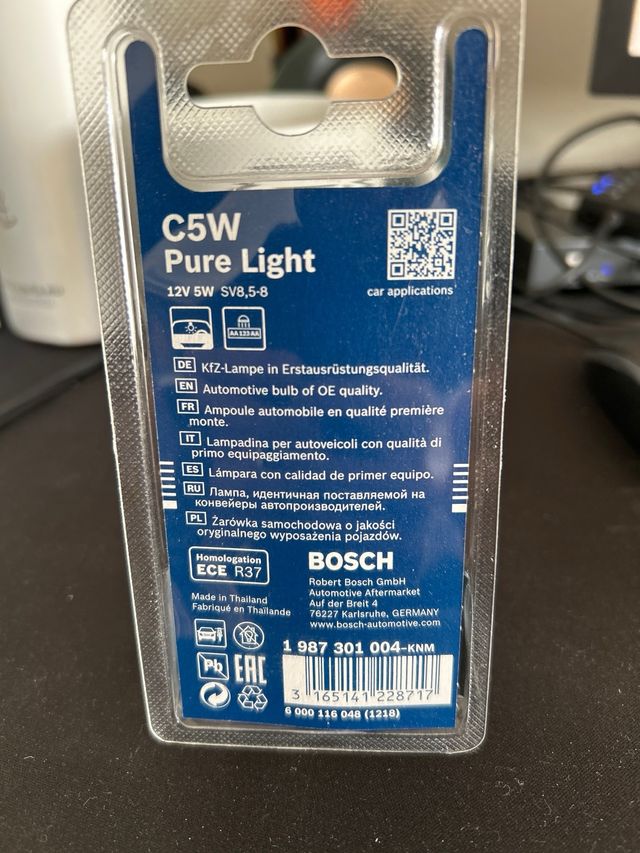 C5W
Pure Light
12V 5W SV8,5-8
car applications
AA 123 AA
DE KfZ-Lampe in Erstausrüstungsqualität.
EN Automotive bulb of OE quality.
FR Ampoule automobile en qualité première
monte.
IT Lampadina per autoveicoli con qualità di
primo equipaggiamento.
ES Lámpara con calidad de primer equipo.
RU Лампа, идентичная поставляемой на
конвейеры автопроизводителей.
PL Żarówka samochodowa o jakości
oryginalnego wyposażenia pojazdów.
Homologation
ECE R37
BOSCH
Robert Bosch GmbH
Automotive Aftermarket
Auf der Breit 4
76227 Karlsruhe, GERMANY
www.bosch-automotive.com
Made in Thailand
Fabriqué en Thaïlande
Pb
EAC
1 987 301 004-KNM
3 165141 228717
6 000 116 048 (1218)